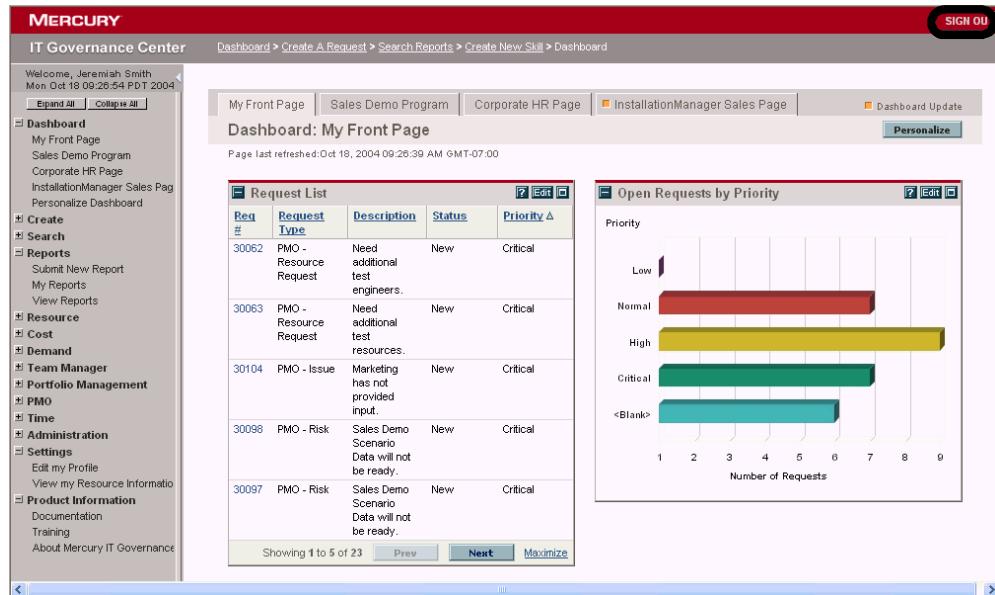 MERCURY
SIGN OU
IT Governance Center
Dashboard > Create A Request > Search Reports > Create New Skill > Dashboard
Welcome, Jeremiah Smith
Mon Oct 18 09:26:54 PDT 2004
Expand All Collapse All
Dashboard
My Front Page
Sales Demo Program
Corporate HR Page
InstallationManager Sales Pag
Personalize Dashboard
Create
Search
Reports
Submit New Report
My Reports
View Reports
Resource
Cost
Demand
Team Manager
Portfolio Management
PMO
Time
Administration
Settings
Edit my Profile
View my Resource Informatio
Product Information
Documentation
Training
About Mercury IT Governance
My Front Page Sales Demo Program Corporate HR Page InstallationManager Sales Page Dashboard Update
Dashboard: My Front Page
Personalize
Page last refreshed:Oct 18, 2004 09:26:39 AM GMT-07:00
Request List ? Edit
Req # Request Type Description Status Priority
30062 PMO - Resource Request Need additional test engineers. New Critical
30063 PMO - Resource Request Need additional test resources. New Critical
30104 PMO - Issue Marketing has not provided input. New Critical
30098 PMO - Risk Sales Demo Scenario Data will not be ready. New Critical
30097 PMO - Risk Sales Demo Scenario Data will not be ready. New Critical
Showing 1 to 5 of 23 Prev Next Maximize
Open Requests by Priority ? Edit
Priority
Low
Normal
High
Critical
<Blank>
1 2 3 4 5 6 7 8 9
Number of Requests